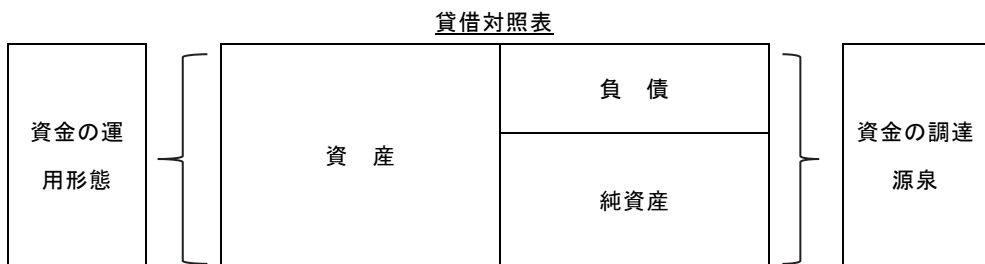 貸借対照表
資金の運
用形態
資　産
負　債
純資産
資金の調達
源泉